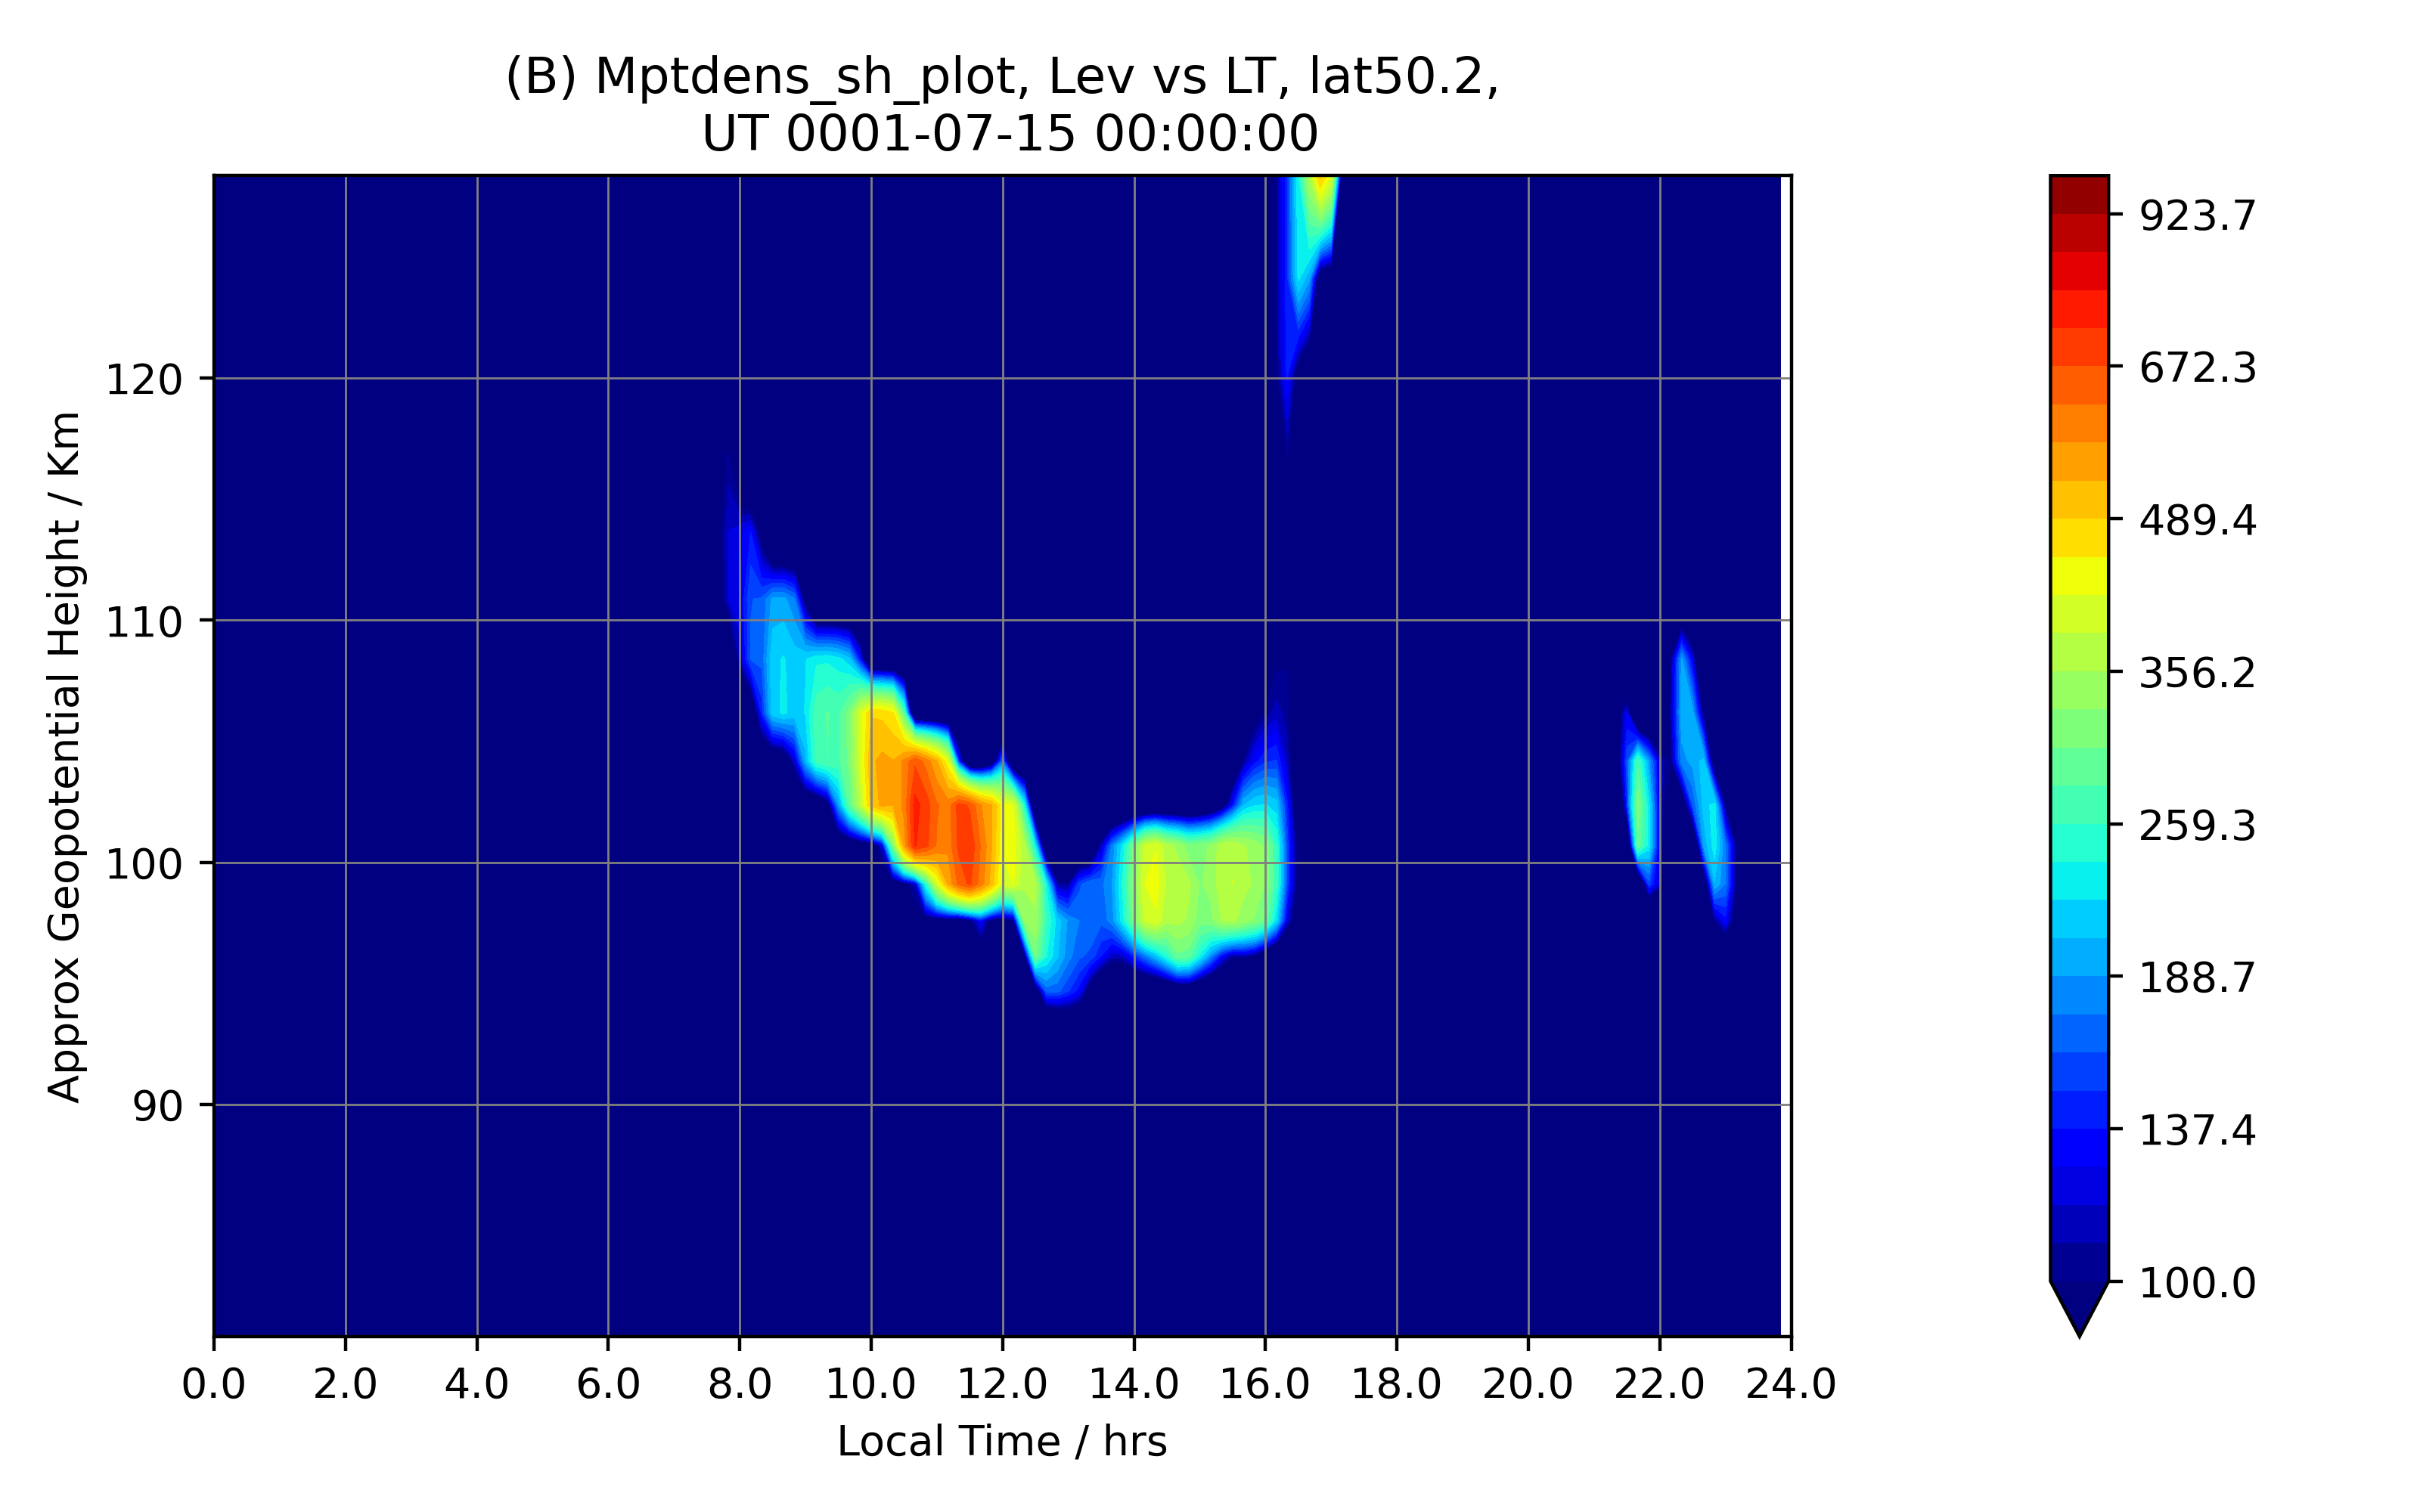 (B) Mptdens_sh_plot, Lev vs LT, lat50.2,
UT 0001-07-15 00:00:00
Approx Geopotential Height / Km
120
110
100
90
0.0 2.0 4.0 6.0 8.0 10.0 12.0 14.0 16.0 18.0 20.0 22.0 24.0
Local Time / hrs
923.7
672.3
489.4
356.2
259.3
188.7
137.4
100.0